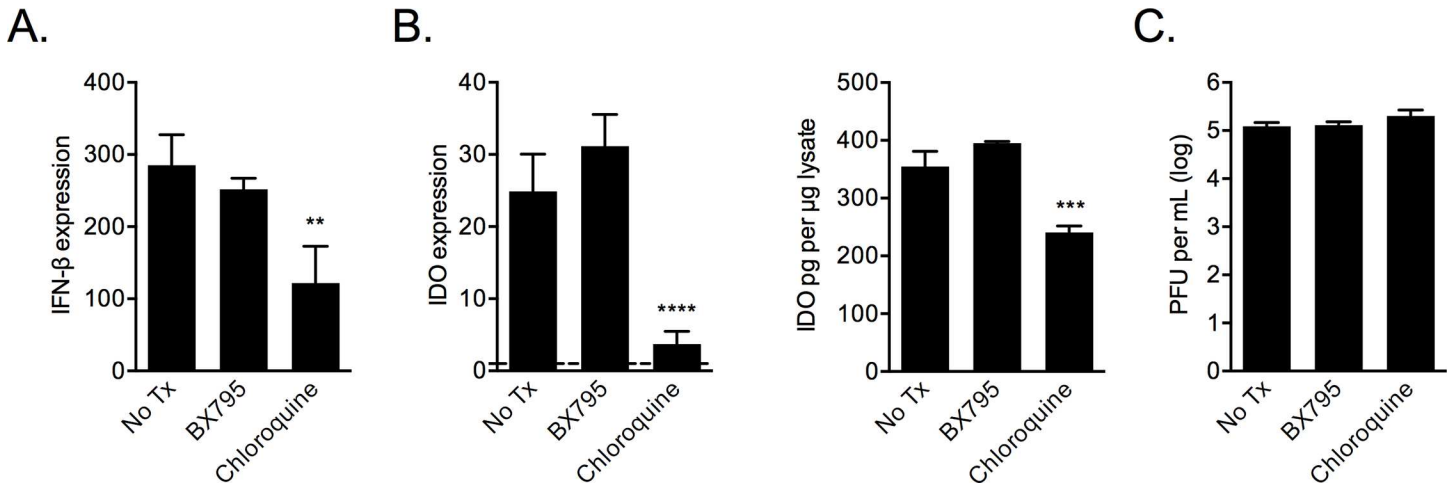 A.
IFN-β expression
400
300
200
100
0
**
No Tx
BX795
Chloroquine
B.
IDO expression
40
30
20
10
0
****
No Tx
BX795
Chloroquine
IDO pg per µg lysate
500
400
300
200
100
0
***
No Tx
BX795
Chloroquine
C.
PFU per mL (log)
6
5
4
3
2
1
0
No Tx
BX795
Chloroquine